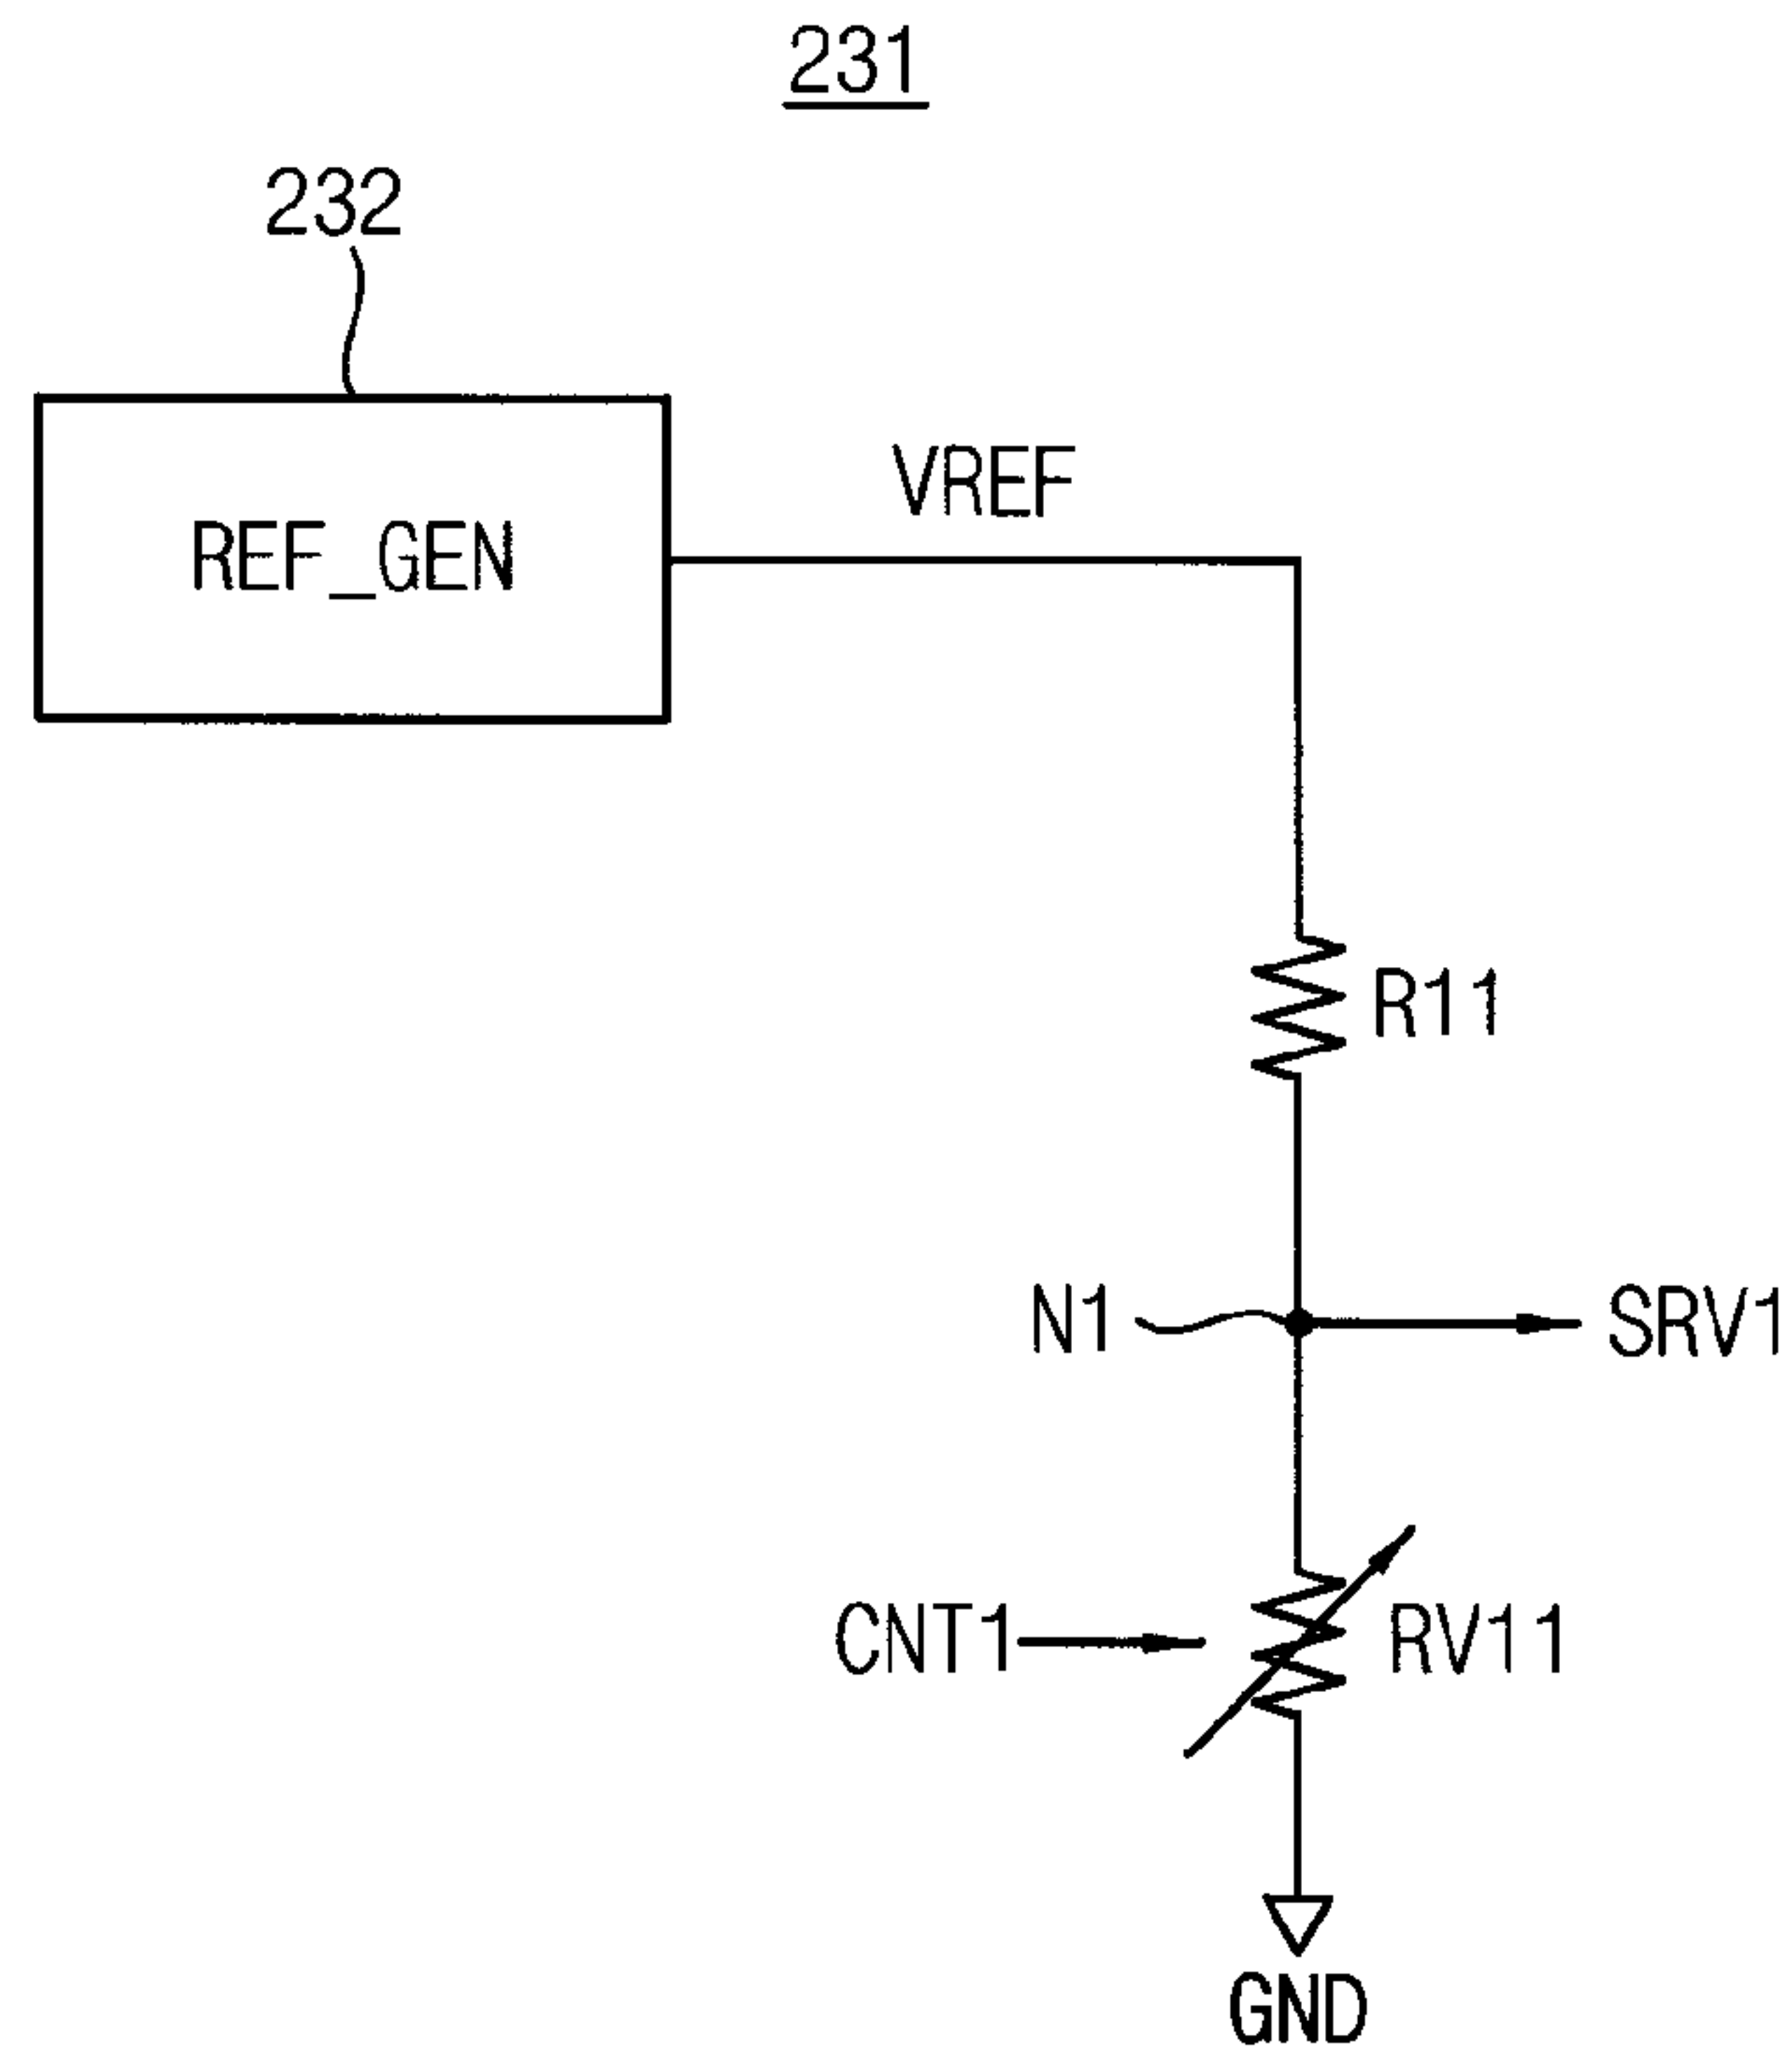 231
232
VREF
REF_GEN
R11
N1
SRV1
CNT1
RV11
GND